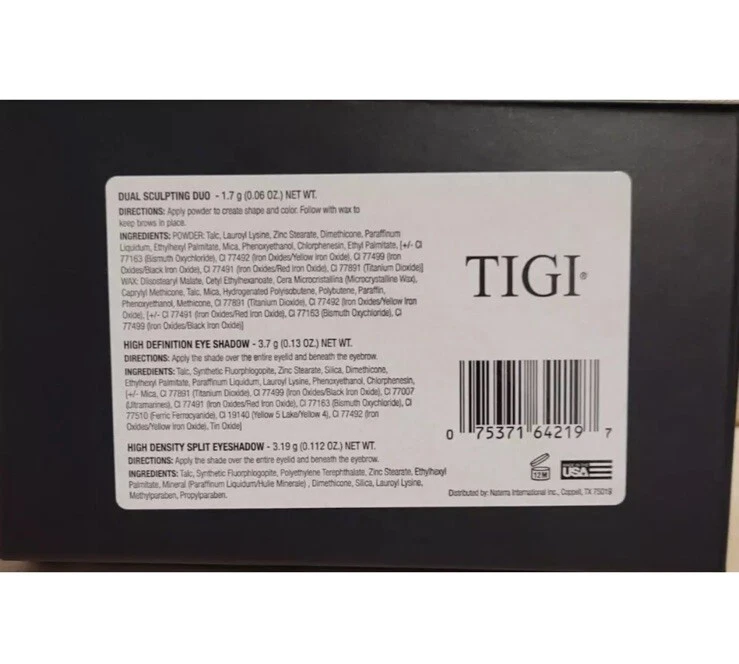 DUAL SCULPTING DUO - 1.7 g (0.06 OZ.) NET WT.
DIRECTIONS: Apply powder to create shape and color. Follow with wax to
keep brows in place.
INGREDIENTS: POWDER: Talc, Lauroyl Lysine, Zinc Stearate, Dimethicone, Paraffinum
Liquidum, Ethylhexyl Palmitate, Mica, Phenoxyethanol, Chlorphenesin, Ethyl Palmitate, [+/- CI
77163 (Bismuth Oxychloride), CI 77492 (Iron Oxides/Yellow Iron Oxide), CI 77499 (Iron
Oxides/Black Iron Oxide), CI 77491 (Iron Oxides/Red Iron Oxide), CI 77891 (Titanium Dioxide)]
WAX: Diisostearyl Malate, Cetyl Ethylhexanoate, Cera Microcristallina (Microcrystalline Wax),
Caprylyl Methicone, Talc, Mica, Hydrogenated Polyisobutene, Polybutene, Paraffin,
Phenoxyethanol, Methicone, CI 77891 (Titanium Dioxide), CI 77492 (Iron Oxides/Yellow Iron
Oxide), [+/- CI 77491 (Iron Oxides/Red Iron Oxide), CI 77163 (Bismuth Oxychloride), CI
77499 (Iron Oxides/Black Iron Oxide)]
HIGH DEFINITION EYE SHADOW - 3.7 g (0.13 OZ.) NET WT.
DIRECTIONS: Apply the shade over the entire eyelid and beneath the eyebrow.
INGREDIENTS: Talc, Synthetic Fluorphlogopite, Zinc Stearate, Silica, Dimethicone,
Ethylhexyl Palmitate, Paraffinum Liquidum, Lauroyl Lysine, Phenoxyethanol, Chlorphenesin,
[+/- Mica, CI 77891 (Titanium Dioxide), CI 77499 (Iron Oxides/Black Iron Oxide), CI 77007
(Ultramarines), CI 77491 (Iron Oxides/Red Iron Oxide), CI 77163 (Bismuth Oxychloride), CI
77510 (Ferric Ferrocyanide), CI 19140 (Yellow 5 Lake/Yellow 4), CI 77492 (Iron
Oxides/Yellow Iron Oxide), Tin Oxide]
HIGH DENSITY SPLIT EYESHADOW - 3.19 g (0.112 OZ.) NET WT.
DIRECTIONS: Apply the shade over the entire eyelid and beneath the eyebrow.
INGREDIENTS: Talc, Synthetic Fluorphlogopite, Polyethylene Terephthalate, Zinc Stearate, Ethylhexyl
Palmitate, Mineral (Paraffinum Liquidum/Huile Minerale), Dimethicone, Silica, Lauroyl Lysine,
Methylparaben, Propylparaben.
TIGI®
0 75371 64219 7
12 M
USA
Distributed by: Naterra International Inc., Coppell, TX 75019